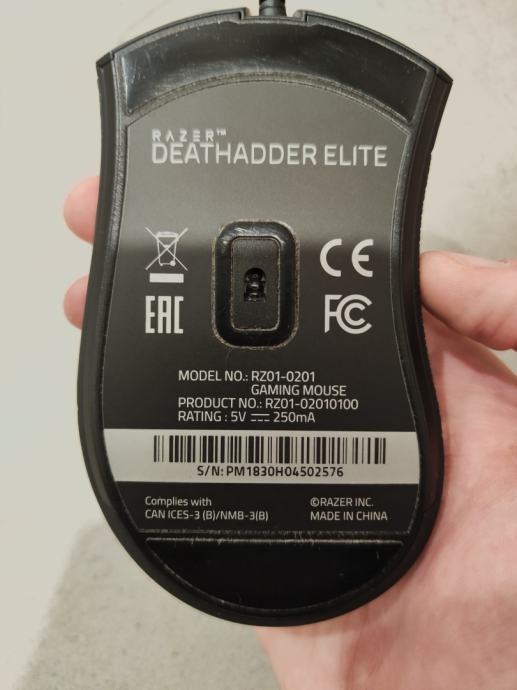 RAZER™
DEATHADDER ELITE
CE
EAC
FC
MODEL NO.: RZ01-0201
GAMING MOUSE
PRODUCT NO.: RZ01-02010100
RATING : 5V ⎓ 250mA
S/N: PM1830H04502576
Complies with
CAN ICES-3 (B)/NMB-3(B)
©RAZER INC.
MADE IN CHINA